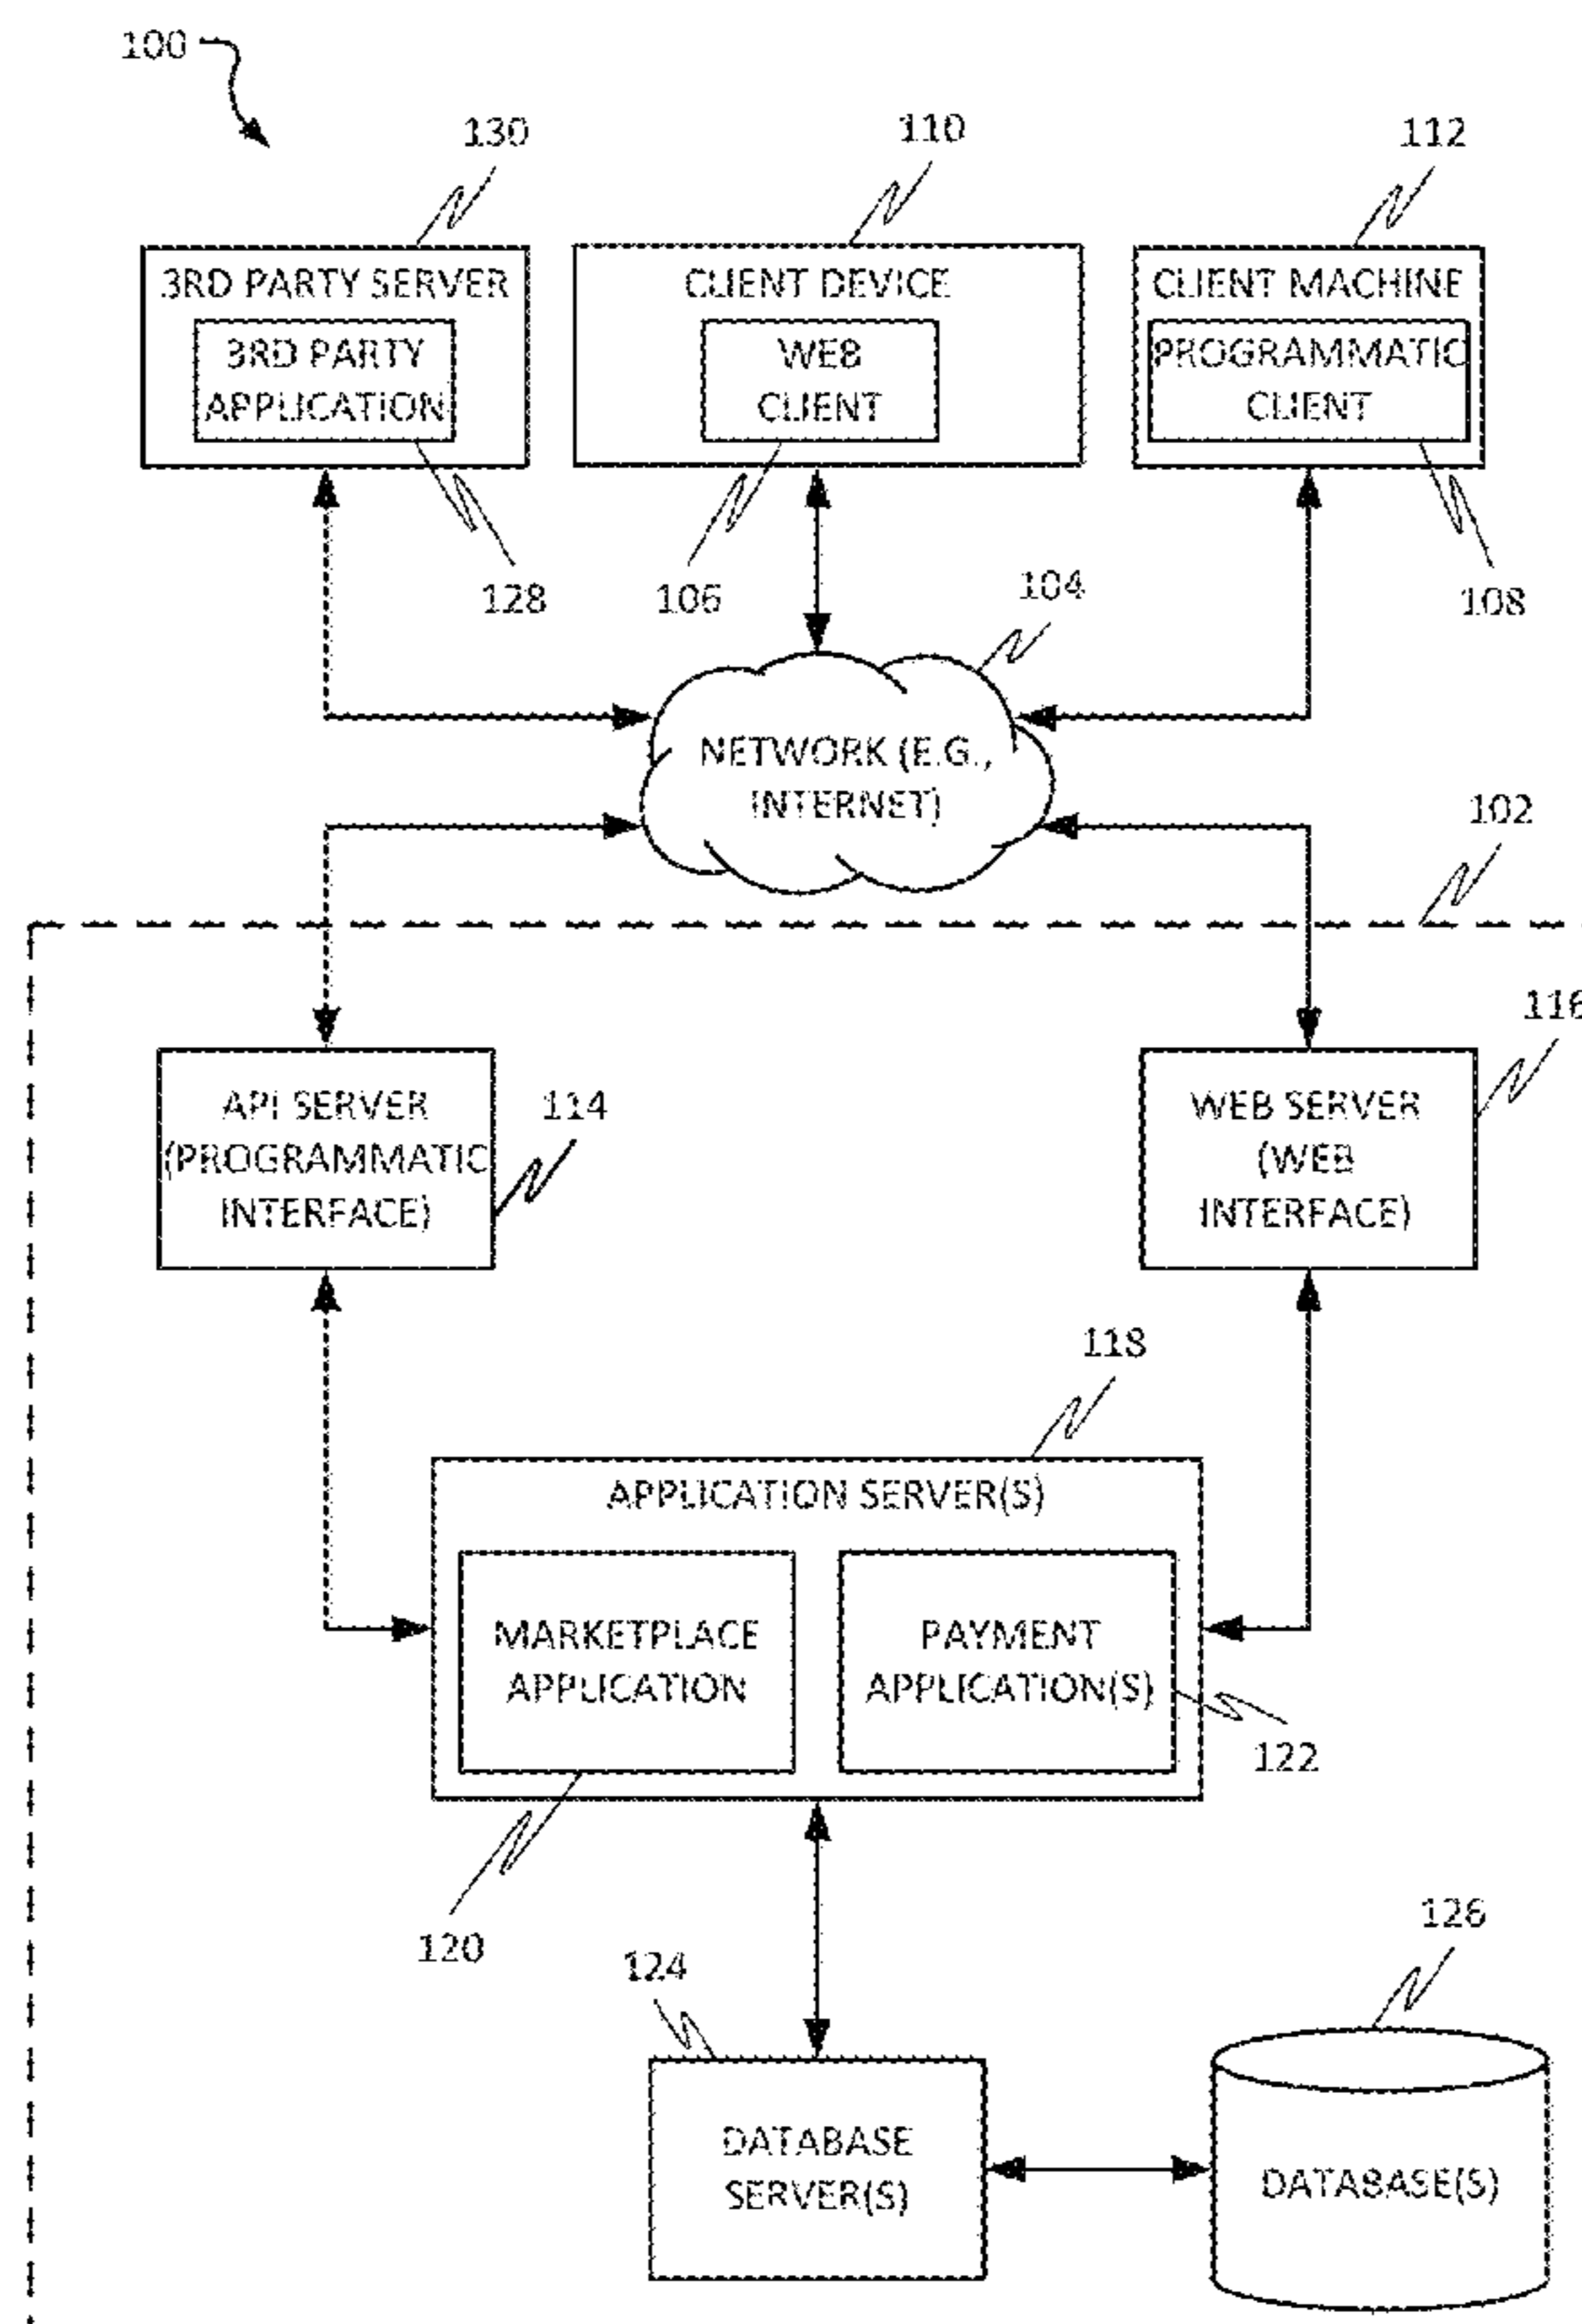 100
130
110
112
3RD PARTY SERVER
3RD PARTY
APPLICATION
CLIENT DEVICE
WEB
CLIENT
CLIENT MACHINE
PROGRAMMATIC
CLIENT
128
106
104
108
NETWORK (E.G.,
INTERNET)
102
116
API SERVER
(PROGRAMMATIC
INTERFACE)
114
WEB SERVER
(WEB
INTERFACE)
118
APPLICATION SERVER(S)
MARKETPLACE
APPLICATION
PAYMENT
APPLICATION(S)
122
120
124
126
DATABASE
SERVER(S)
DATABASE(S)